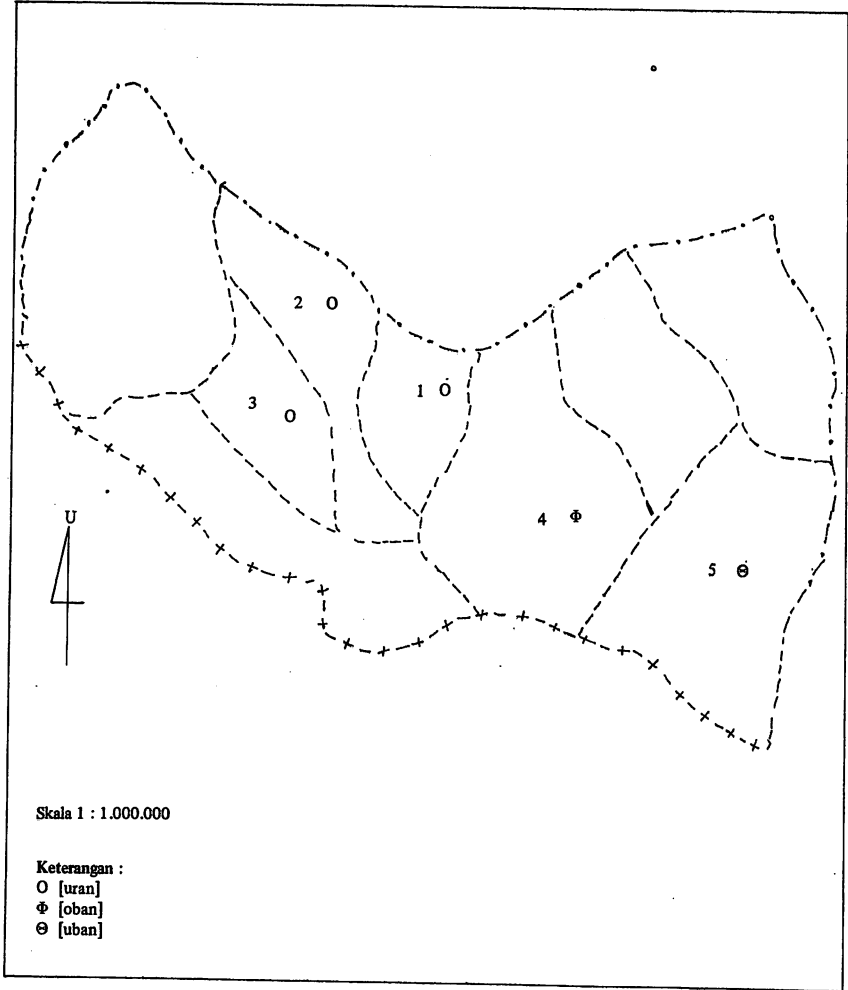 2 O
1 O
3 O
U
4 Φ
5 Θ
Skala 1 : 1.000.000
Keterangan :
O [uran]
Φ [oban]
Θ [uban]